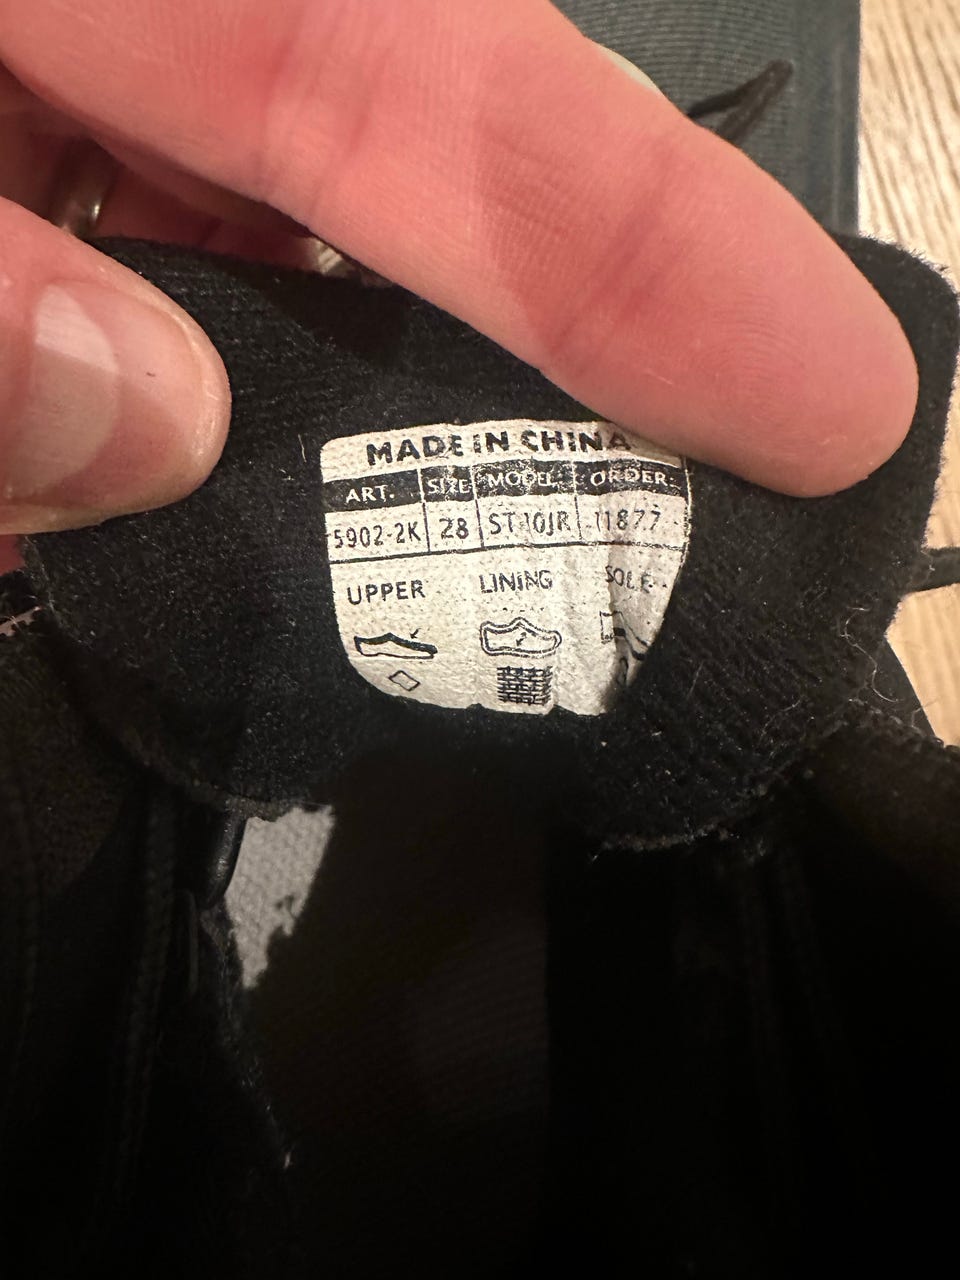 MADE IN CHINA
ART. SIZE MODEL: ORDER:
5902-2K 28 ST-10JR 11877
UPPER LINING SOLE